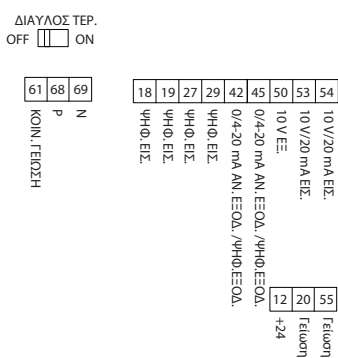 ΔΙΑΥΛΟΣ ΤΕΡ.
OFF ON
61 68 69
ΚΟΙΝ. ΓΕΙΩΣΗ
P
N
18 19 27 29 42 45 50 53 54
ΨΗΦ. ΕΙΣ.
ΨΗΦ. ΕΙΣ.
ΨΗΦ. ΕΙΣ.
ΨΗΦ. ΕΙΣ.
0/4-20 mA ΑΝ. ΕΞΟΔ. /ΨΗΦ.ΕΞΟΔ.
0/4-20 mA ΑΝ. ΕΞΟΔ. /ΨΗΦ.ΕΞΟΔ.
10 V ΕΞ.
10 V/20 mA ΕΙΣ.
10 V/20 mA ΕΙΣ.
12 20 55
+24
Γείωση
Γείωση